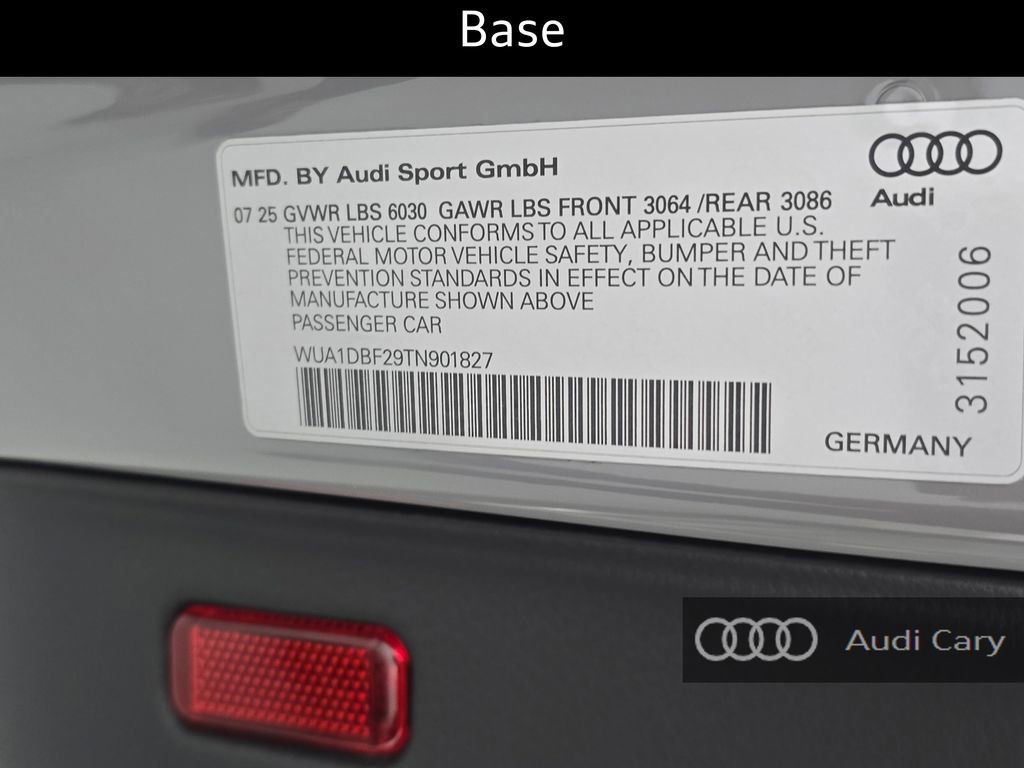 Base
MFD. BY Audi Sport GmbH
Audi
07 25 GVWR LBS 6030 GAWR LBS FRONT 3064 /REAR 3086
THIS VEHICLE CONFORMS TO ALL APPLICABLE U.S.
FEDERAL MOTOR VEHICLE SAFETY, BUMPER AND THEFT
PREVENTION STANDARDS IN EFFECT ON THE DATE OF
MANUFACTURE SHOWN ABOVE
PASSENGER CAR
WUA1DBF29TN901827
3152006
GERMANY
Audi Cary